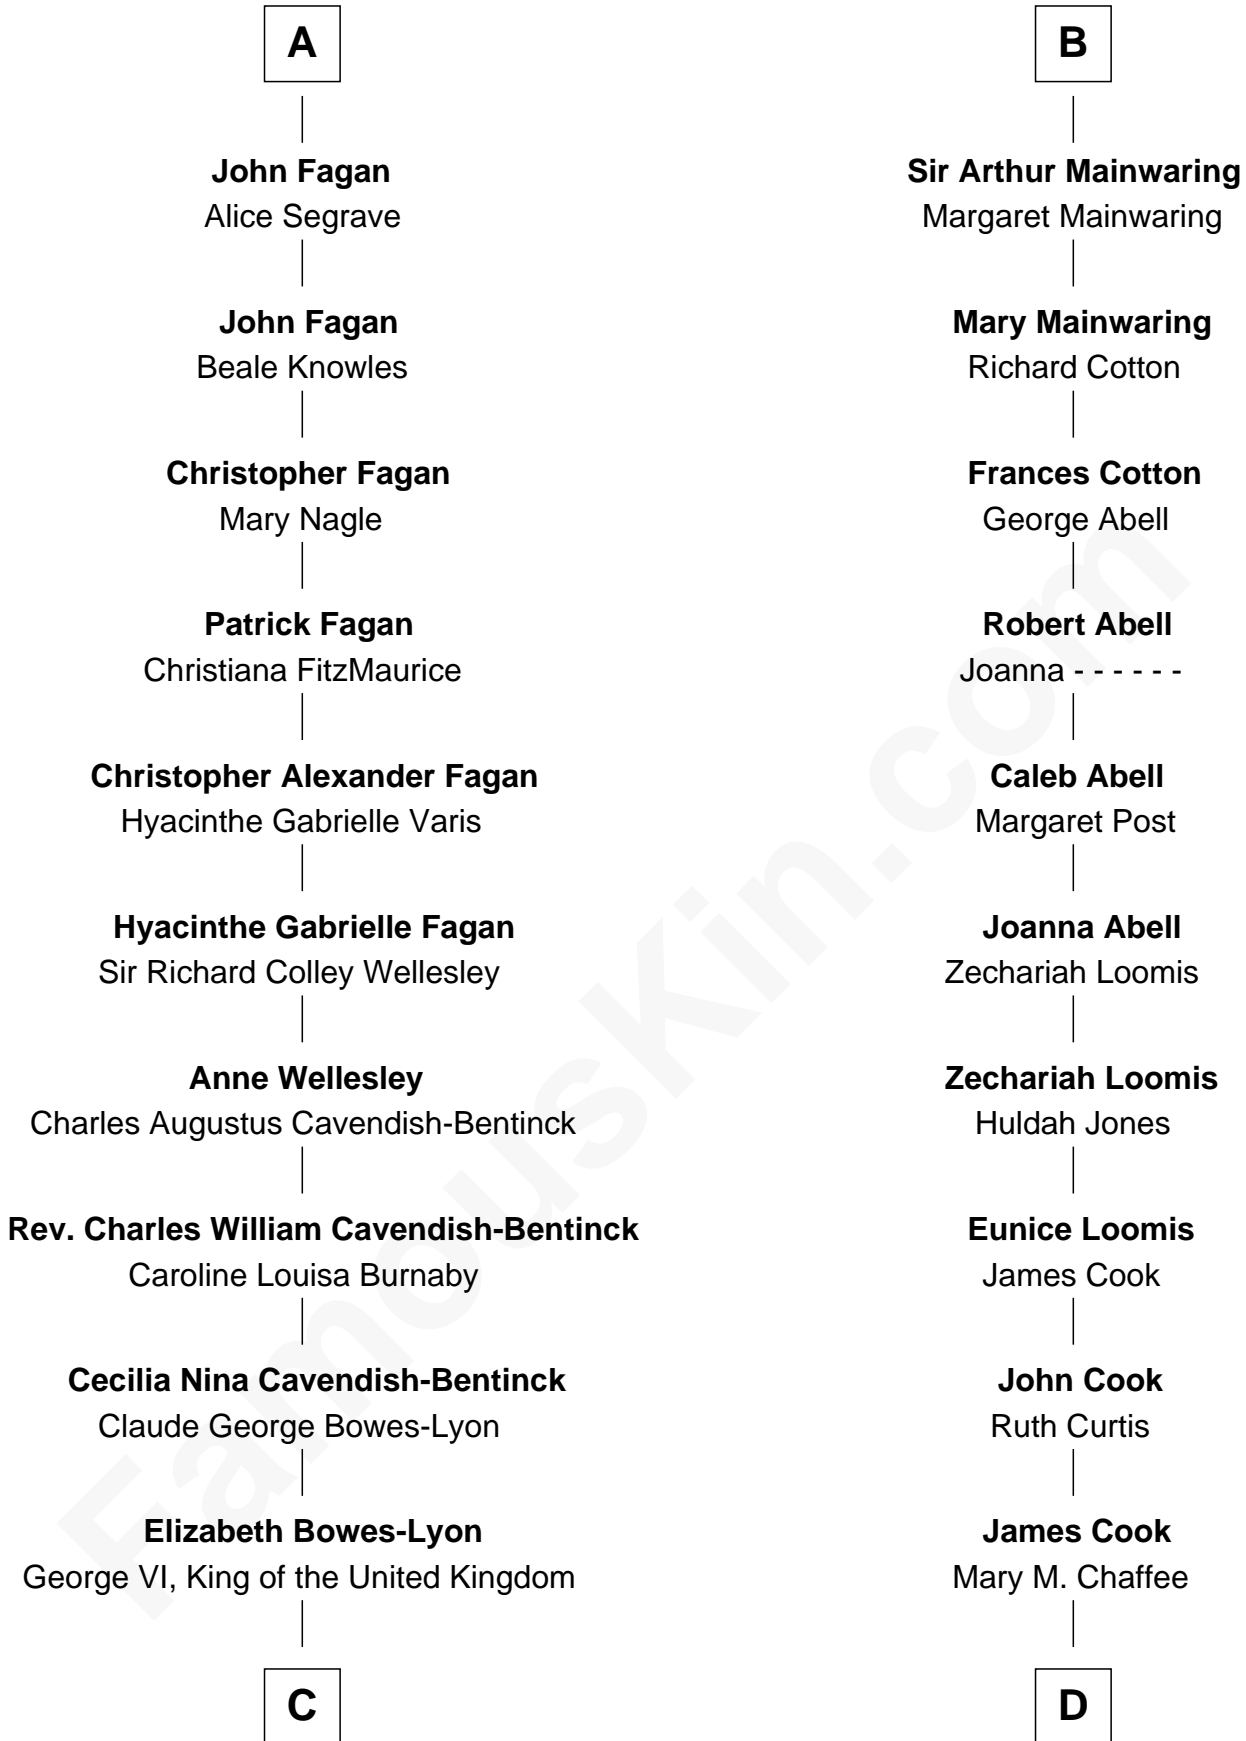 A
John Fagan
Alice Segrave
John Fagan
Beale Knowles
Christopher Fagan
Mary Nagle
Patrick Fagan
Christiana FitzMaurice
Christopher Alexander Fagan
Hyacinthe Gabrielle Varis
Hyacinthe Gabrielle Fagan
Sir Richard Colley Wellesley
Anne Wellesley
Charles Augustus Cavendish-Bentinck
Rev. Charles William Cavendish-Bentinck
Caroline Louisa Burnaby
Cecilia Nina Cavendish-Bentinck
Claude George Bowes-Lyon
Elizabeth Bowes-Lyon
George VI, King of the United Kingdom
C
B
Sir Arthur Mainwaring
Margaret Mainwaring
Mary Mainwaring
Richard Cotton
Frances Cotton
George Abell
Robert Abell
Joanna - - - - - -
Caleb Abell
Margaret Post
Joanna Abell
Zechariah Loomis
Zechariah Loomis
Huldah Jones
Eunice Loomis
James Cook
John Cook
Ruth Curtis
James Cook
Mary M. Chaffee
D
FamousKin.com